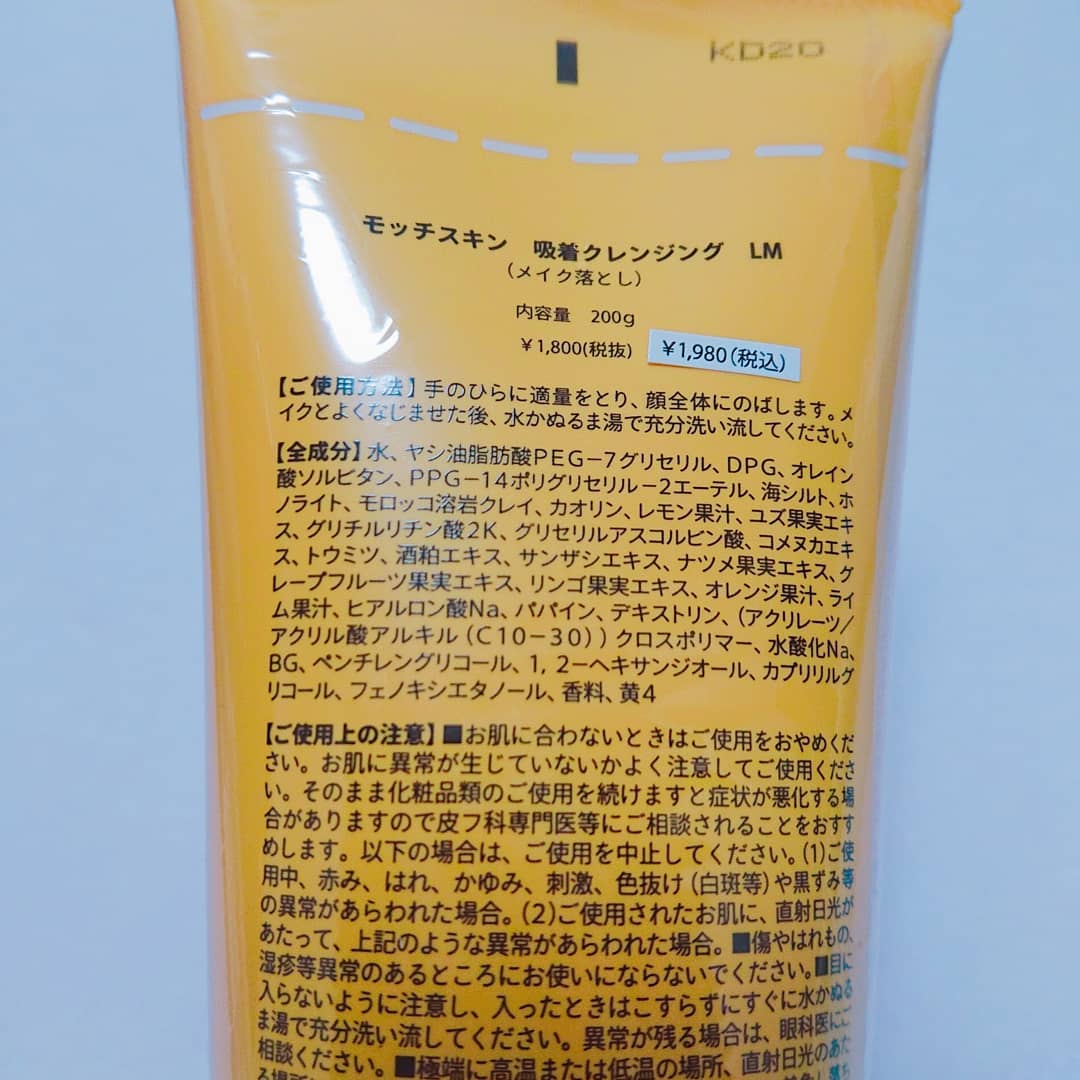 KD20
モッチスキン 吸着クレンジング LM
（メイク落とし）
内容量 200g
￥1,800(税抜) ￥1,980(税込)
【ご使用方法】手のひらに適量をとり、顔全体にのばします。メ
イクとよくなじませた後、水かぬるま湯で充分洗い流してください。
【全成分】水、ヤシ油脂肪酸PEG－7グリセリル、DPG、オレイン
酸ソルビタン、PPG－14ポリグリセリル－2エーテル、海シルト、ホ
ノライト、モロッコ溶岩クレイ、カオリン、レモン果汁、ユズ果実エキ
ス、グリチルリチン酸2K、グリセリルアスコルビン酸、コメヌカエキ
ス、トウミツ、酒粕エキス、サンザシエキス、ナツメ果実エキス、グ
レープフルーツ果実エキス、リンゴ果実エキス、オレンジ果汁、ライ
ム果汁、ヒアルロン酸Na、パパイン、デキストリン、（アクリレーツ／
アクリル酸アルキル（C10－30））クロスポリマー、水酸化Na、
BG、ペンチレングリコール、1，2－ヘキサンジオール、カプリリルグ
リコール、フェノキシエタノール、香料、黄4
【ご使用上の注意】■お肌に合わないときはご使用をおやめくだ
さい。お肌に異常が生じていないかよく注意してご使用くださ
い。そのまま化粧品類のご使用を続けますと症状が悪化する場
合がありますので皮フ科専門医等にご相談されることをおすす
めします。以下の場合は、ご使用を中止してください。（1）ご使
用中、赤み、はれ、かゆみ、刺激、色抜け（白斑等）や黒ずみ等
の異常があらわれた場合。（2）ご使用されたお肌に、直射日光が
あたって、上記のような異常があらわれた場合。■傷やはれもの、
湿疹等異常のあるところにお使いにならないでください。■目に
入らないように注意し、入ったときはこすらずにすぐに水かぬる
ま湯で充分洗い流してください。異常が残る場合は、眼科医にご
相談ください。■極端に高温または低温の場所、直射日光のあた